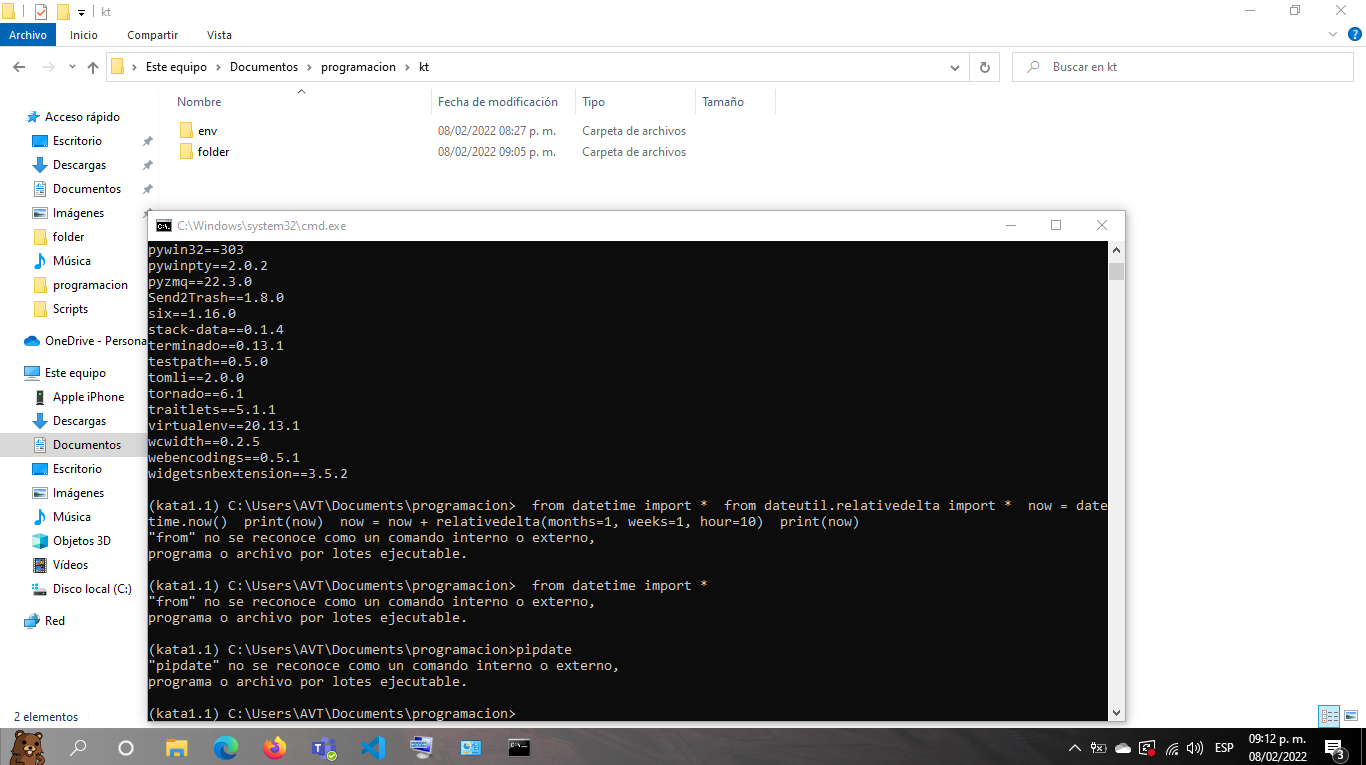 kt
Archivo Inicio Compartir Vista
Este equipo Documentos programacion kt
Buscar en kt
Nombre Fecha de modificación Tipo Tamaño
env 08/02/2022 08:27 p. m. Carpeta de archivos
folder 08/02/2022 09:05 p. m. Carpeta de archivos
Acceso rápido
Escritorio
Descargas
Documentos
Imágenes
folder
Música
programacion
Scripts
OneDrive - Persona
Este equipo
Apple iPhone
Descargas
Documentos
Escritorio
Imágenes
Música
Objetos 3D
Vídeos
Disco local (C:)
Red
2 elementos
C:\Windows\system32\cmd.exe
pywin32==303
pywinpty==2.0.2
pyzmq==22.3.0
Send2Trash==1.8.0
six==1.16.0
stack-data==0.1.4
terminado==0.13.1
testpath==0.5.0
tomli==2.0.0
tornado==6.1
traitlets==5.1.1
virtualenv==20.13.1
wcwidth==0.2.5
webencodings==0.5.1
widgetsnbextension==3.5.2
(kata1.1) C:\Users\AVT\Documents\programacion>  from datetime import *  from dateutil.relativedelta import *  now = date
time.now()  print(now)  now = now + relativedelta(months=1, weeks=1, hour=10)  print(now)
"from" no se reconoce como un comando interno o externo,
programa o archivo por lotes ejecutable.
(kata1.1) C:\Users\AVT\Documents\programacion>  from datetime import *
"from" no se reconoce como un comando interno o externo,
programa o archivo por lotes ejecutable.
(kata1.1) C:\Users\AVT\Documents\programacion>pipdate
"pipdate" no se reconoce como un comando interno o externo,
programa o archivo por lotes ejecutable.
(kata1.1) C:\Users\AVT\Documents\programacion>
ESP
09:12 p. m.
08/02/2022
3